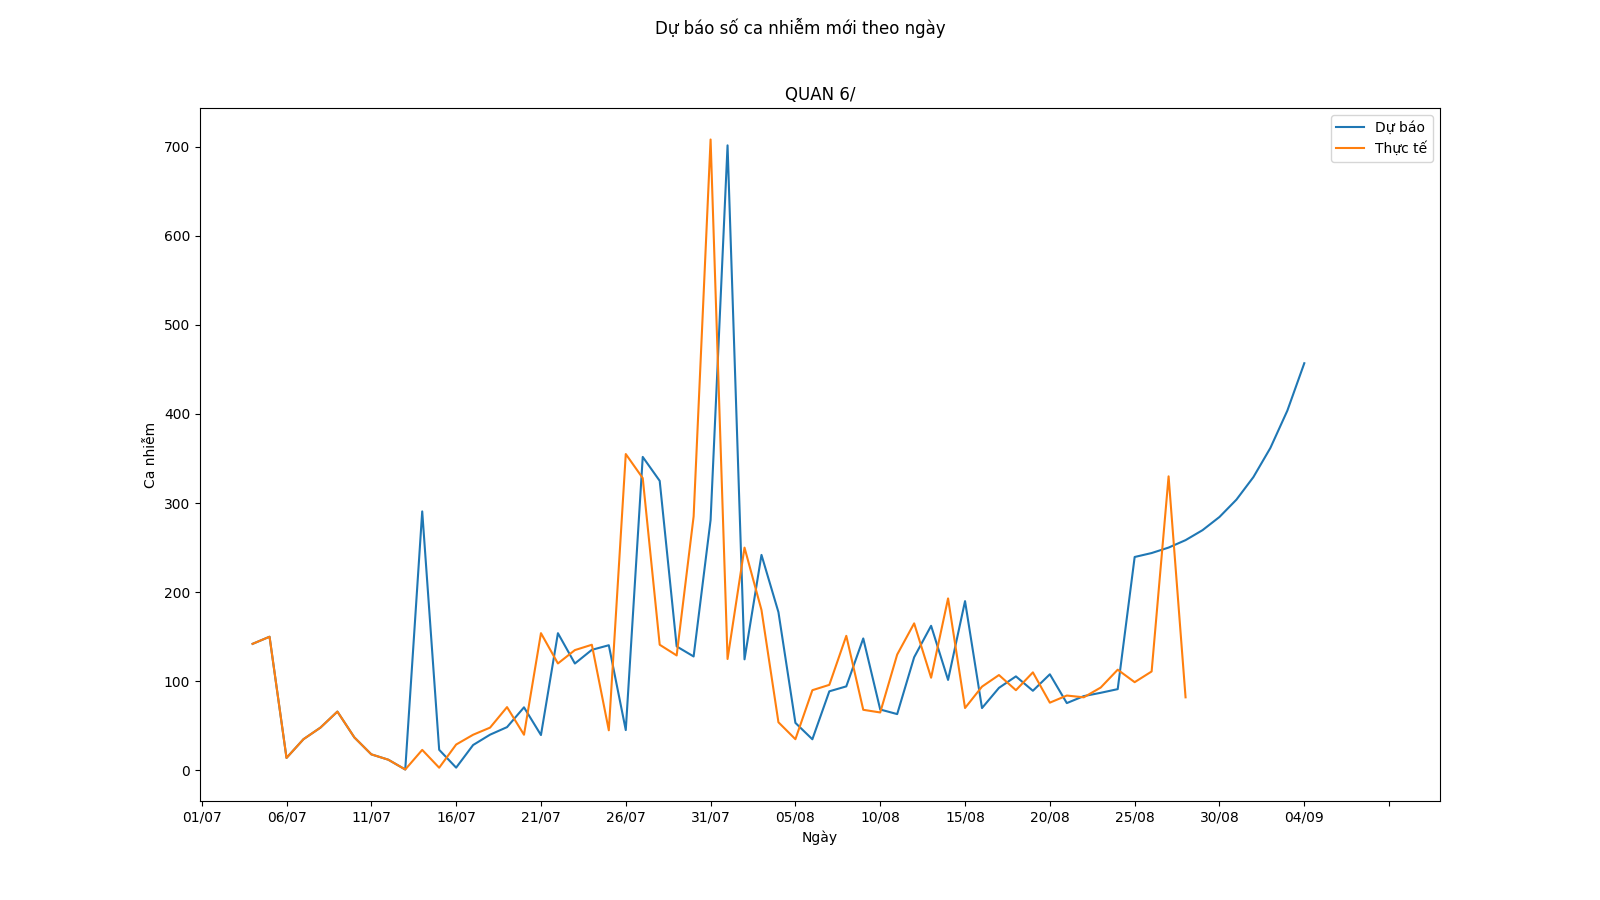 Dự báo số ca nhiễm mới theo ngày
QUAN 6/
Dự báo
Thực tế
700
600
500
400
300
200
100
0
Ca nhiễm
01/07 06/07 11/07 16/07 21/07 26/07 31/07 05/08 10/08 15/08 20/08 25/08 30/08 04/09
Ngày